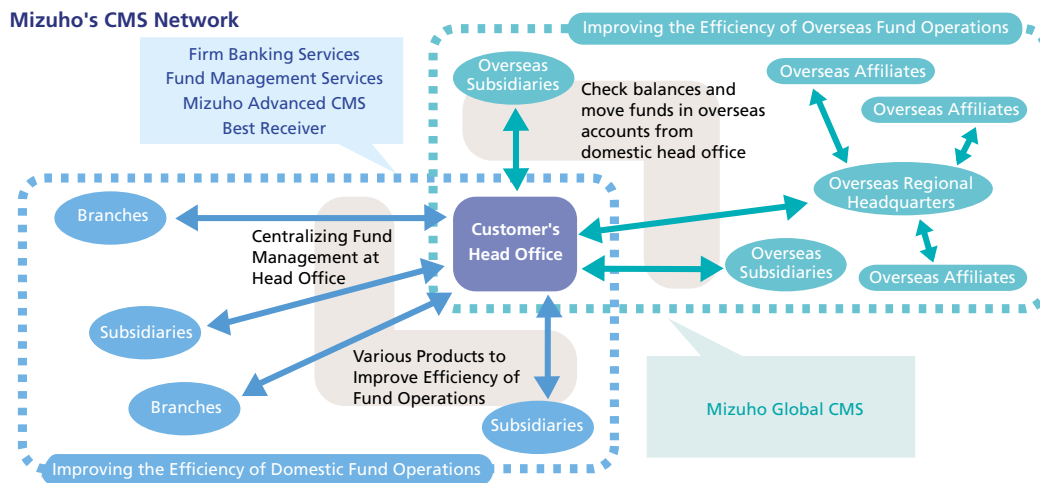 Mizuho's CMS Network
Improving the Efficiency of Overseas Fund Operations
Firm Banking Services
Fund Management Services
Mizuho Advanced CMS
Best Receiver
Overseas
Subsidiaries
Check balances and
move funds in overseas
accounts from
domestic head office
Overseas Affiliates
Overseas Affiliates
Overseas Regional
Headquarters
Branches
Centralizing Fund
Management at
Head Office
Customer's
Head Office
Overseas
Subsidiaries
Overseas Affiliates
Subsidiaries
Various Products to
Improve Efficiency of
Fund Operations
Branches
Subsidiaries
Mizuho Global CMS
Improving the Efficiency of Domestic Fund Operations